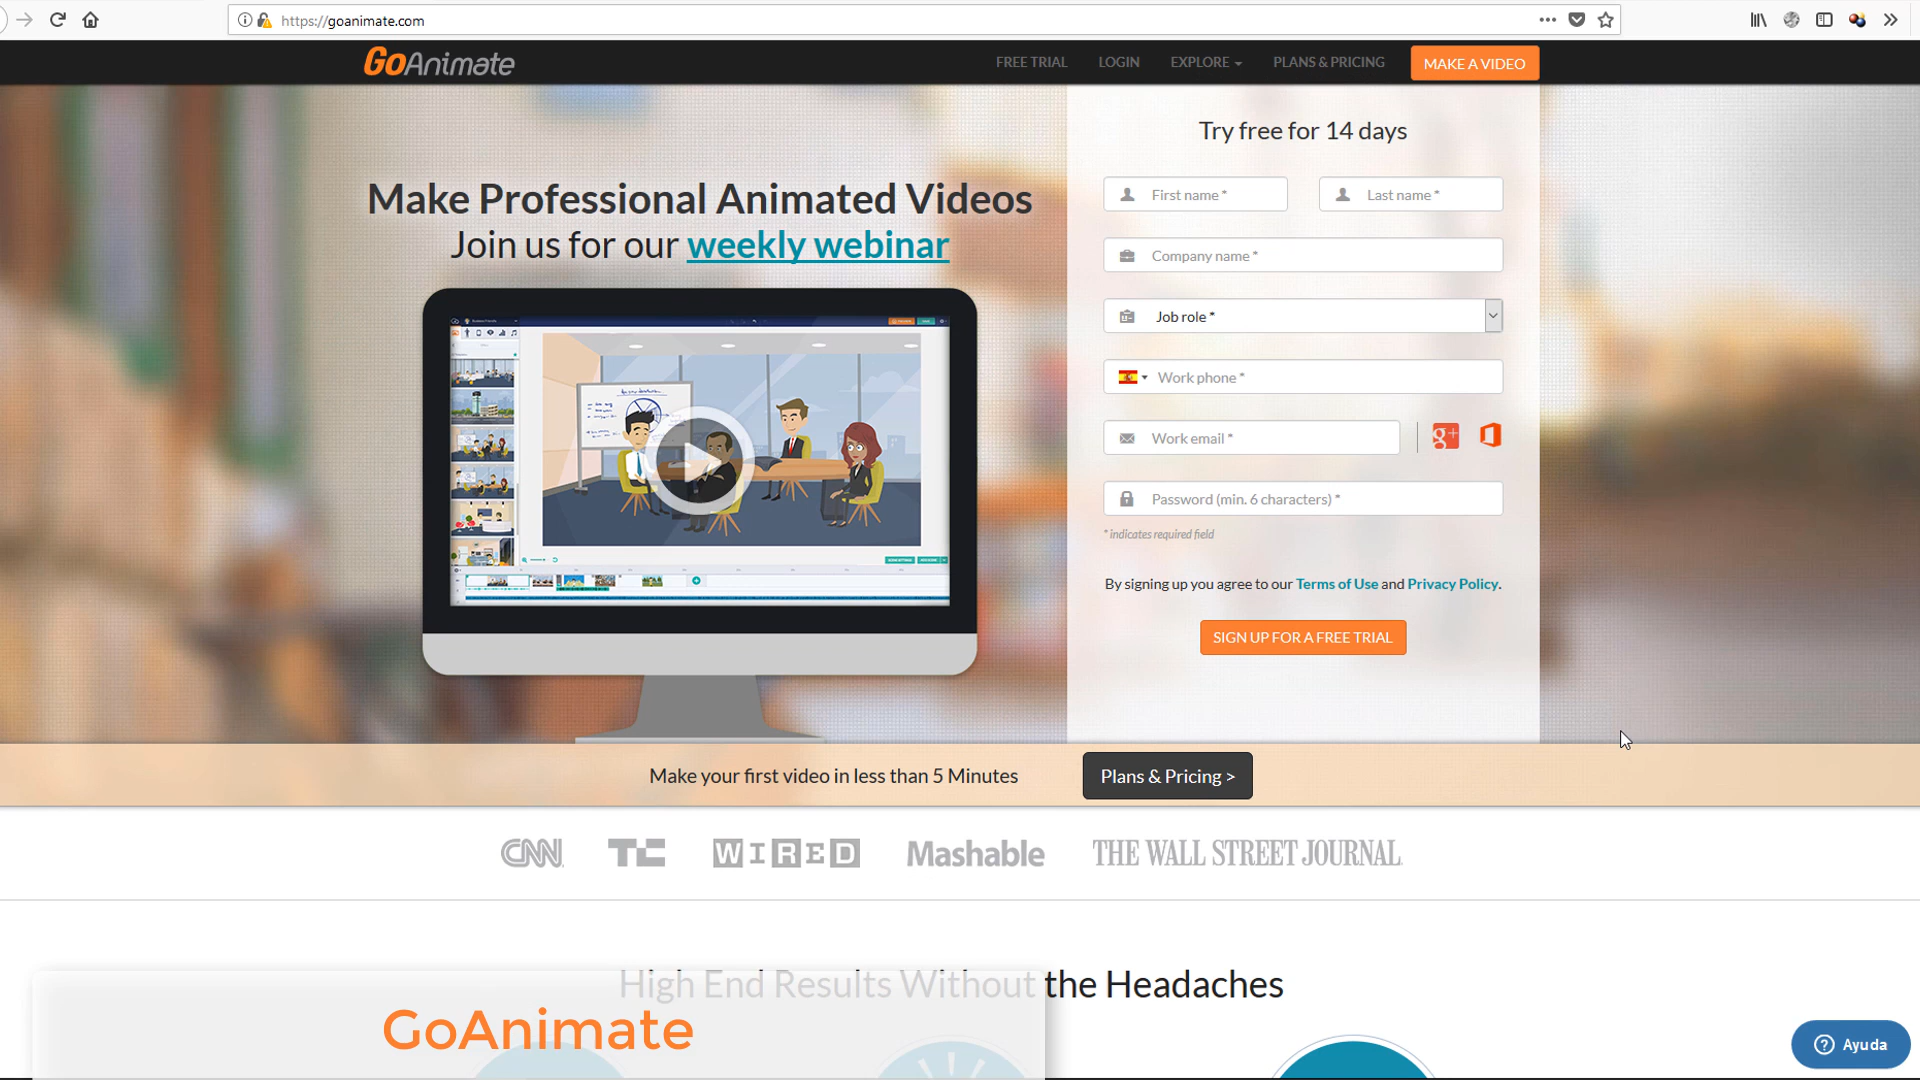 https://goanimate.com
GoAnimate
FREE TRIAL
LOGIN
EXPLORE
PLANS & PRICING
MAKE A VIDEO
Make Professional Animated Videos
Join us for our weekly webinar
Try free for 14 days
First name *
Last name *
Company name *
Job role *
Work phone *
Work email *
g+
Password (min. 6 characters) *
* indicates required field
By signing up you agree to our Terms of Use and Privacy Policy.
SIGN UP FOR A FREE TRIAL
Make your first video in less than 5 Minutes
Plans & Pricing >
CNN
TC
WIRED
Mashable
THE WALL STREET JOURNAL.
High End Results Without the Headaches
GoAnimate
Ayuda